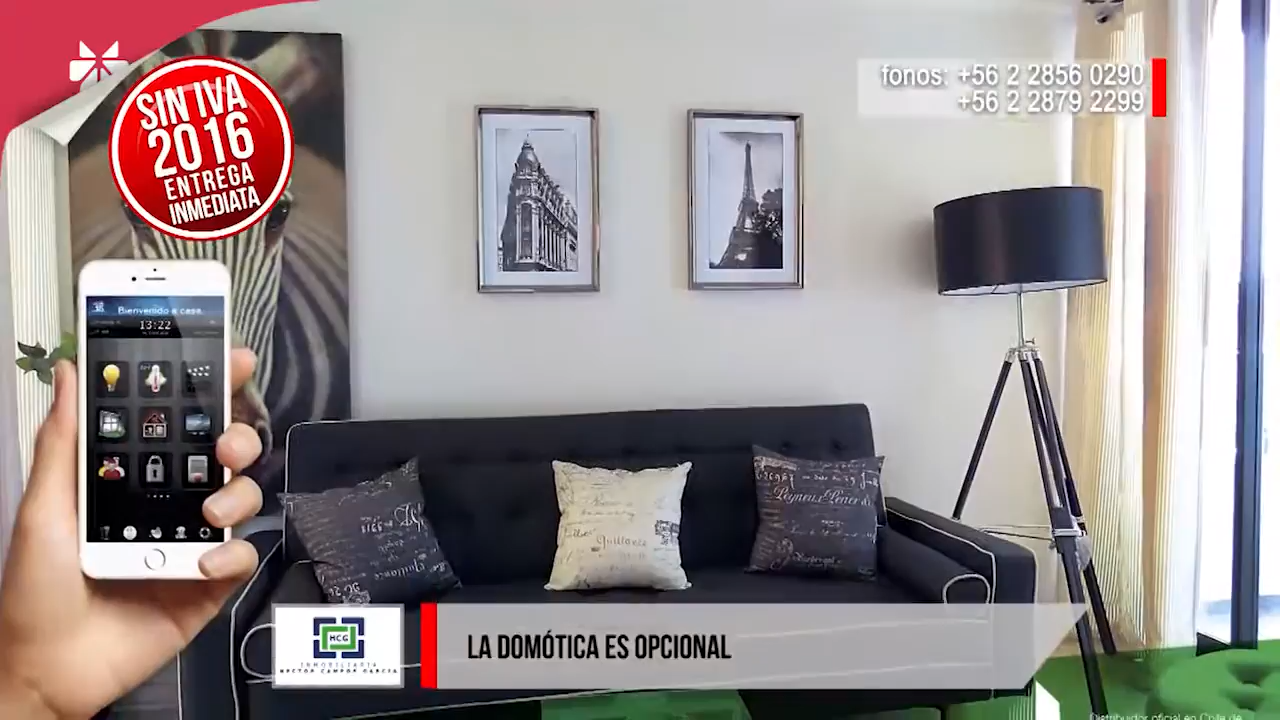 SIN IVA
2016
ENTREGA
INMEDIATA
fonos: +56 2 2856 0290
+56 2 2879 2299
Bienvenido a casa
13:22
HCG
INMOBILIARIA
HECTOR CAMPOS GARCIA
LA DOMÓTICA ES OPCIONAL
Distribuidor oficial en Chile de